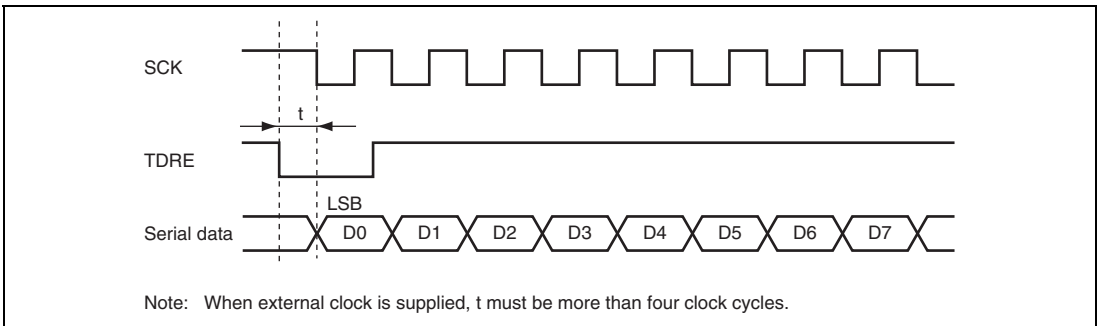 SCK
t
TDRE
LSB
Serial data D0 D1 D2 D3 D4 D5 D6 D7
Note: When external clock is supplied, t must be more than four clock cycles.